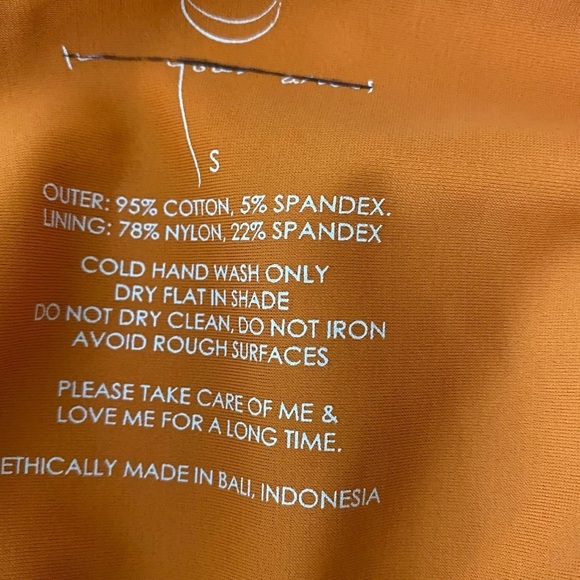 S
OUTER: 95% COTTON, 5% SPANDEX.
LINING: 78% NYLON, 22% SPANDEX
COLD HAND WASH ONLY
DRY FLAT IN SHADE
DO NOT DRY CLEAN, DO NOT IRON
AVOID ROUGH SURFACES
PLEASE TAKE CARE OF ME &
LOVE ME FOR A LONG TIME.
ETHICALLY MADE IN BALI, INDONESIA